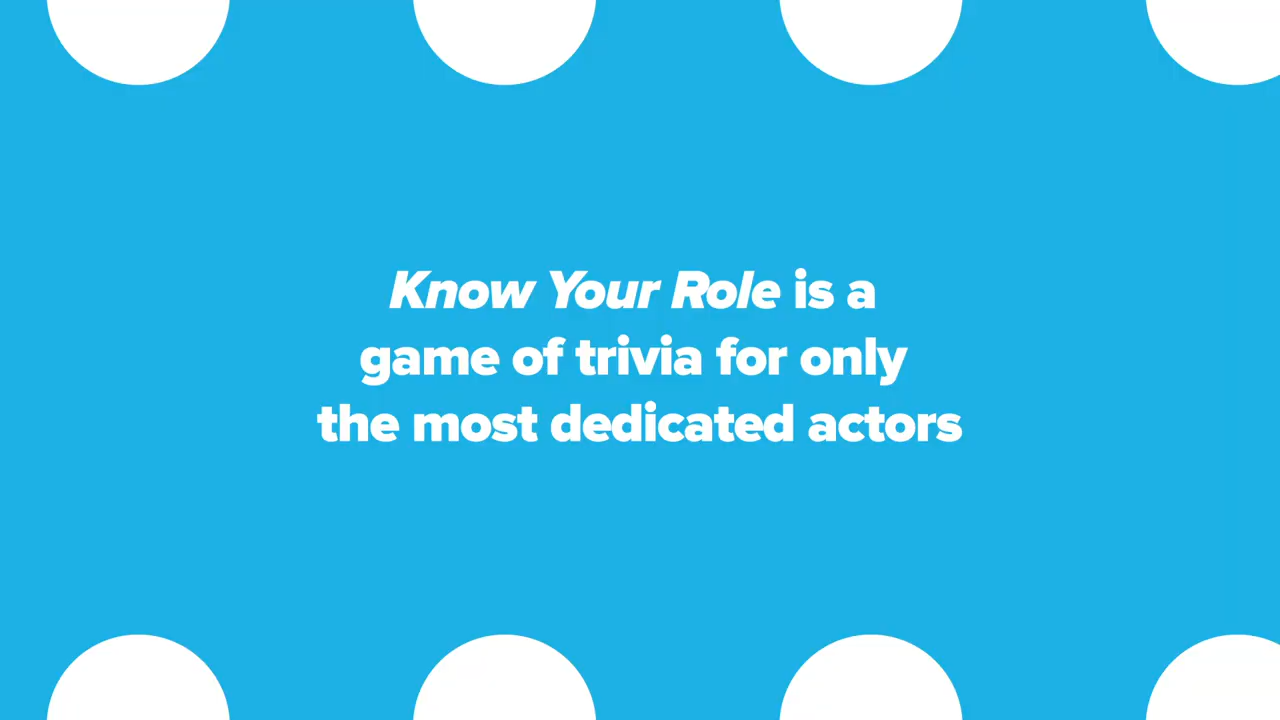 Know Your Role is a
game of trivia for only
the most dedicated actors